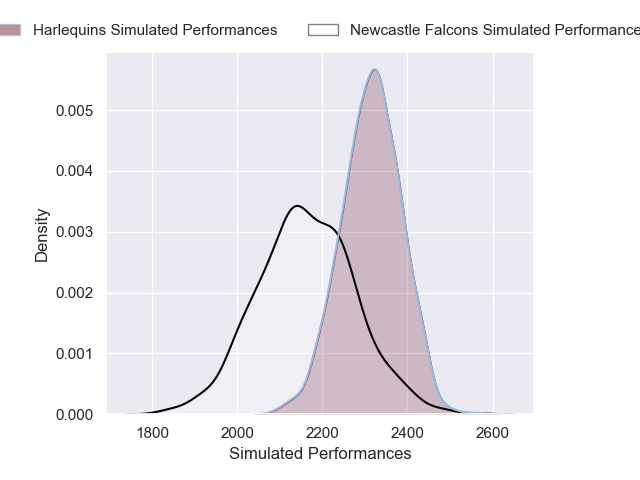 Harlequins Simulated Performances
Newcastle Falcons Simulated Performance
0.005
0.004
0.003
0.002
0.001
0.000
Density
1800 2000 2200 2400 2600
Simulated Performances